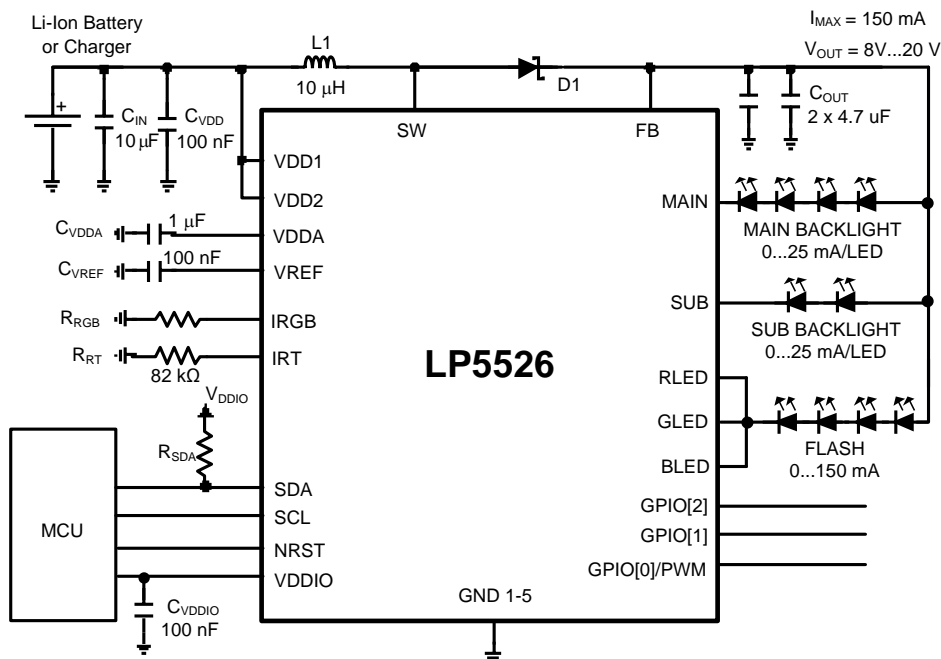 Li-Ion Battery
or Charger
+
L1
10 μH
D1
I_MAX = 150 mA
V_OUT = 8V...20 V
C_IN
10 μF
C_VDD
100 nF
C_OUT
2 x 4.7 uF
SW
FB
VDD1
VDD2
VDDA
VREF
IRGB
IRT
SDA
SCL
NRST
VDDIO
C_VDDA
1 μF
C_VREF
100 nF
R_RGB
R_RT
82 kΩ
V_DDIO
R_SDA
MCU
C_VDDIO
100 nF
LP5526
GND 1-5
MAIN
MAIN BACKLIGHT
0...25 mA/LED
SUB
SUB BACKLIGHT
0...25 mA/LED
RLED
GLED
BLED
FLASH
0...150 mA
GPIO[2]
GPIO[1]
GPIO[0]/PWM